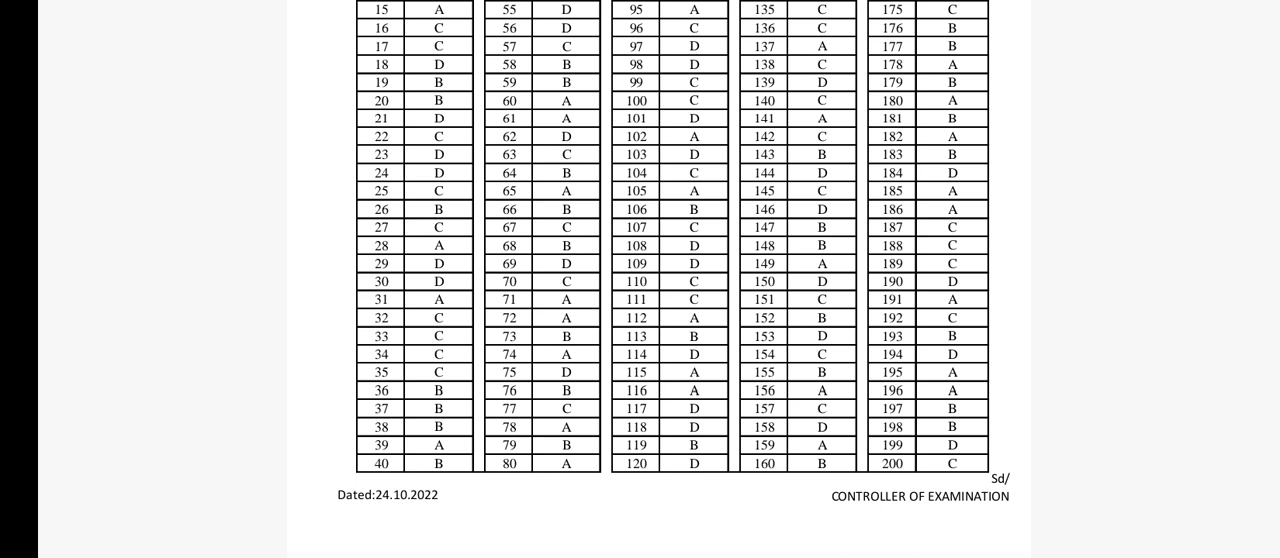 15 A 55 D 95 A 135 C 175 C
16 C 56 D 96 C 136 C 176 B
17 C 57 C 97 D 137 A 177 B
18 D 58 B 98 D 138 C 178 A
19 B 59 B 99 C 139 D 179 B
20 B 60 A 100 C 140 C 180 A
21 D 61 A 101 D 141 A 181 B
22 C 62 D 102 A 142 C 182 A
23 D 63 C 103 D 143 B 183 B
24 D 64 B 104 C 144 D 184 D
25 C 65 A 105 A 145 C 185 A
26 B 66 B 106 B 146 D 186 A
27 C 67 C 107 C 147 B 187 C
28 A 68 B 108 D 148 B 188 C
29 D 69 D 109 D 149 A 189 C
30 D 70 C 110 C 150 D 190 D
31 A 71 A 111 C 151 C 191 A
32 C 72 A 112 A 152 B 192 C
33 C 73 B 113 B 153 D 193 B
34 C 74 A 114 D 154 C 194 D
35 C 75 D 115 A 155 B 195 A
36 B 76 B 116 A 156 A 196 A
37 B 77 C 117 D 157 C 197 B
38 B 78 A 118 D 158 D 198 B
39 A 79 B 119 B 159 A 199 D
40 B 80 A 120 D 160 B 200 C
Sd/
Dated:24.10.2022 CONTROLLER OF EXAMINATION